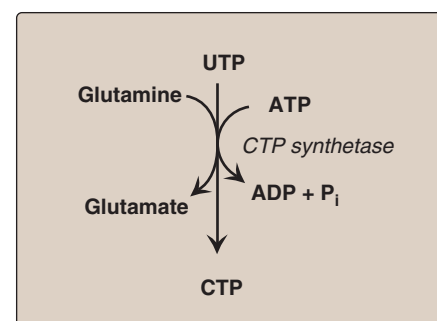 UTP
Glutamine
ATP
CTP synthetase
Glutamate
ADP + Pi
CTP